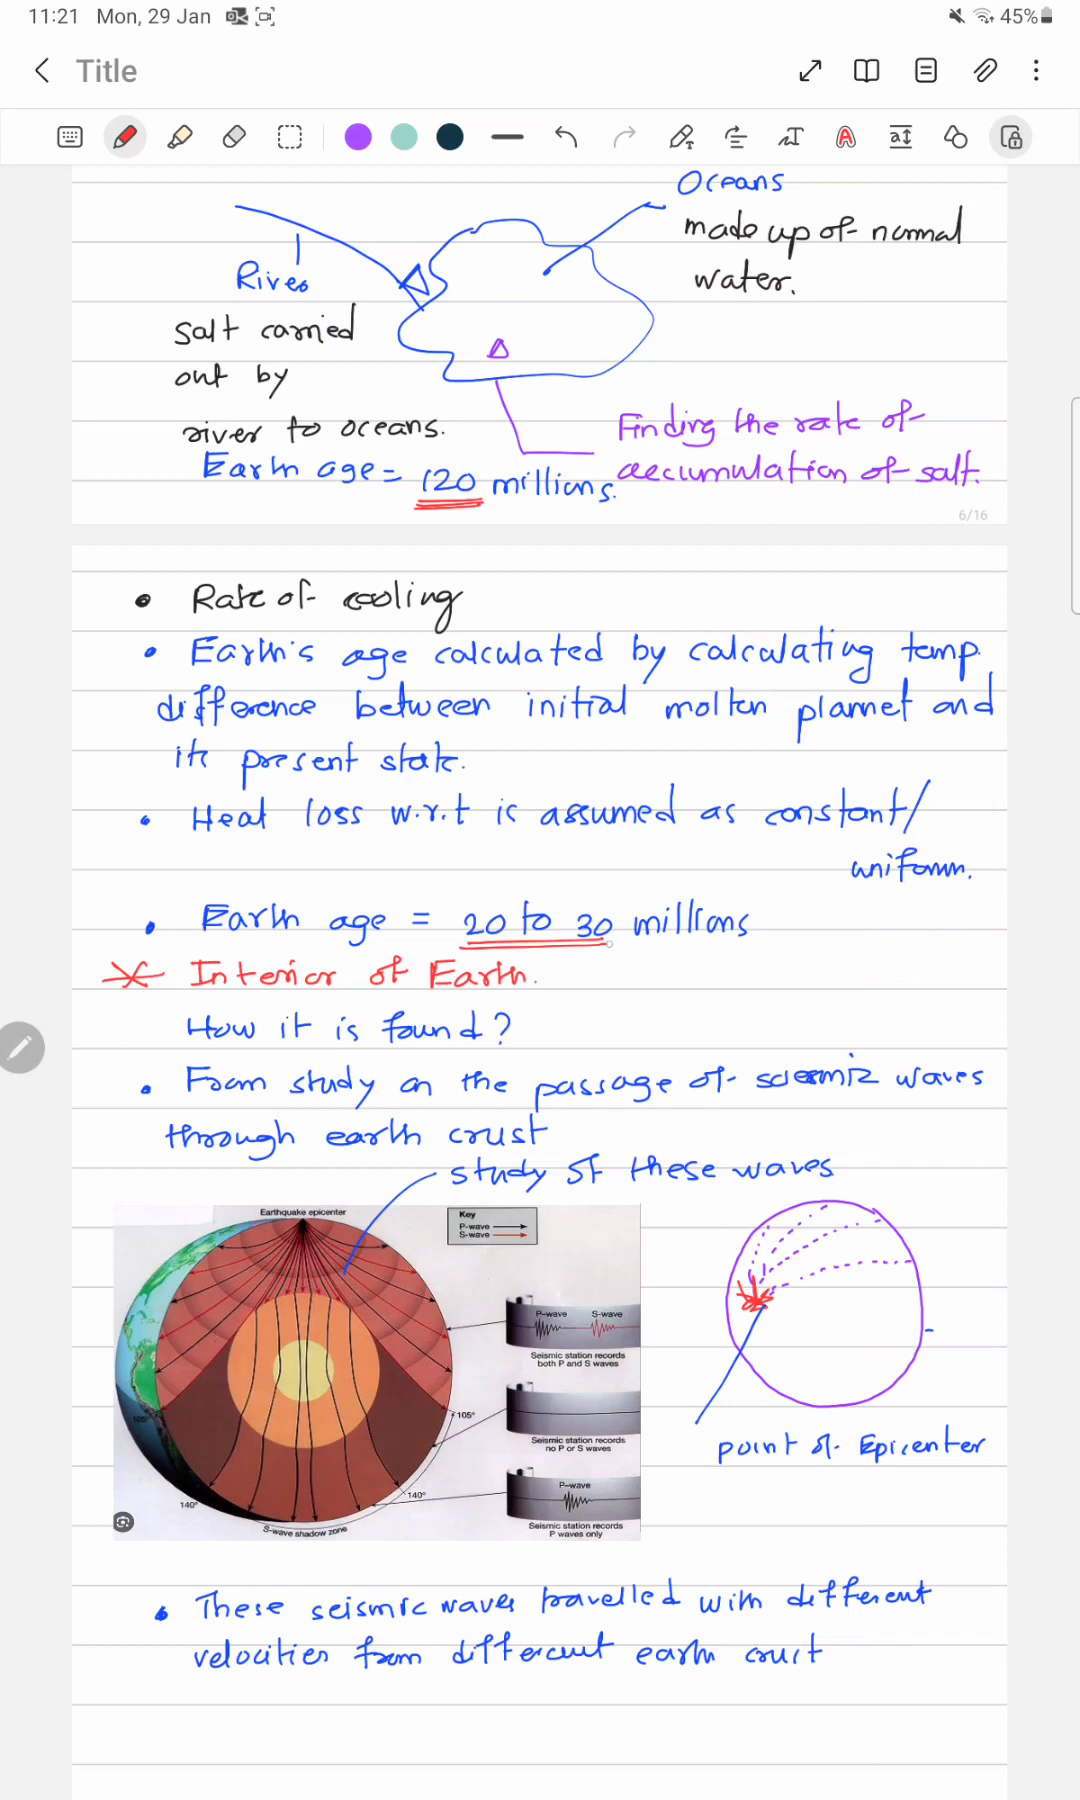 11:21 Mon, 29 Jan
45%
Title
Oceans
made up of normal
water.
River
Salt carried
out by
river to oceans.
Finding the rate of
accumulation of salt.
Earth age = 120 millions.
6/16
• Rate of cooling
• Earth's age calculated by calculating temp.
difference between initial molten plannet and
its present state.
• Heat loss w.r.t is assumed as constant/
uniform.
• Earth age = 20 to 30 millions
Interior of Earth.
How it is found?
• From study on the passage of seismic waves
through earth crust
study of these waves
Earthquake epicenter
Key
P-wave
S-wave
P-wave S-wave
Seismic station records
both P and S waves
105°
105°
Seismic station records
no P or S waves
140°
140°
S-wave shadow zone
P-wave
Seismic station records
P waves only
point of Epicenter
• These seismic waves travelled with different
velocities from different earth crust